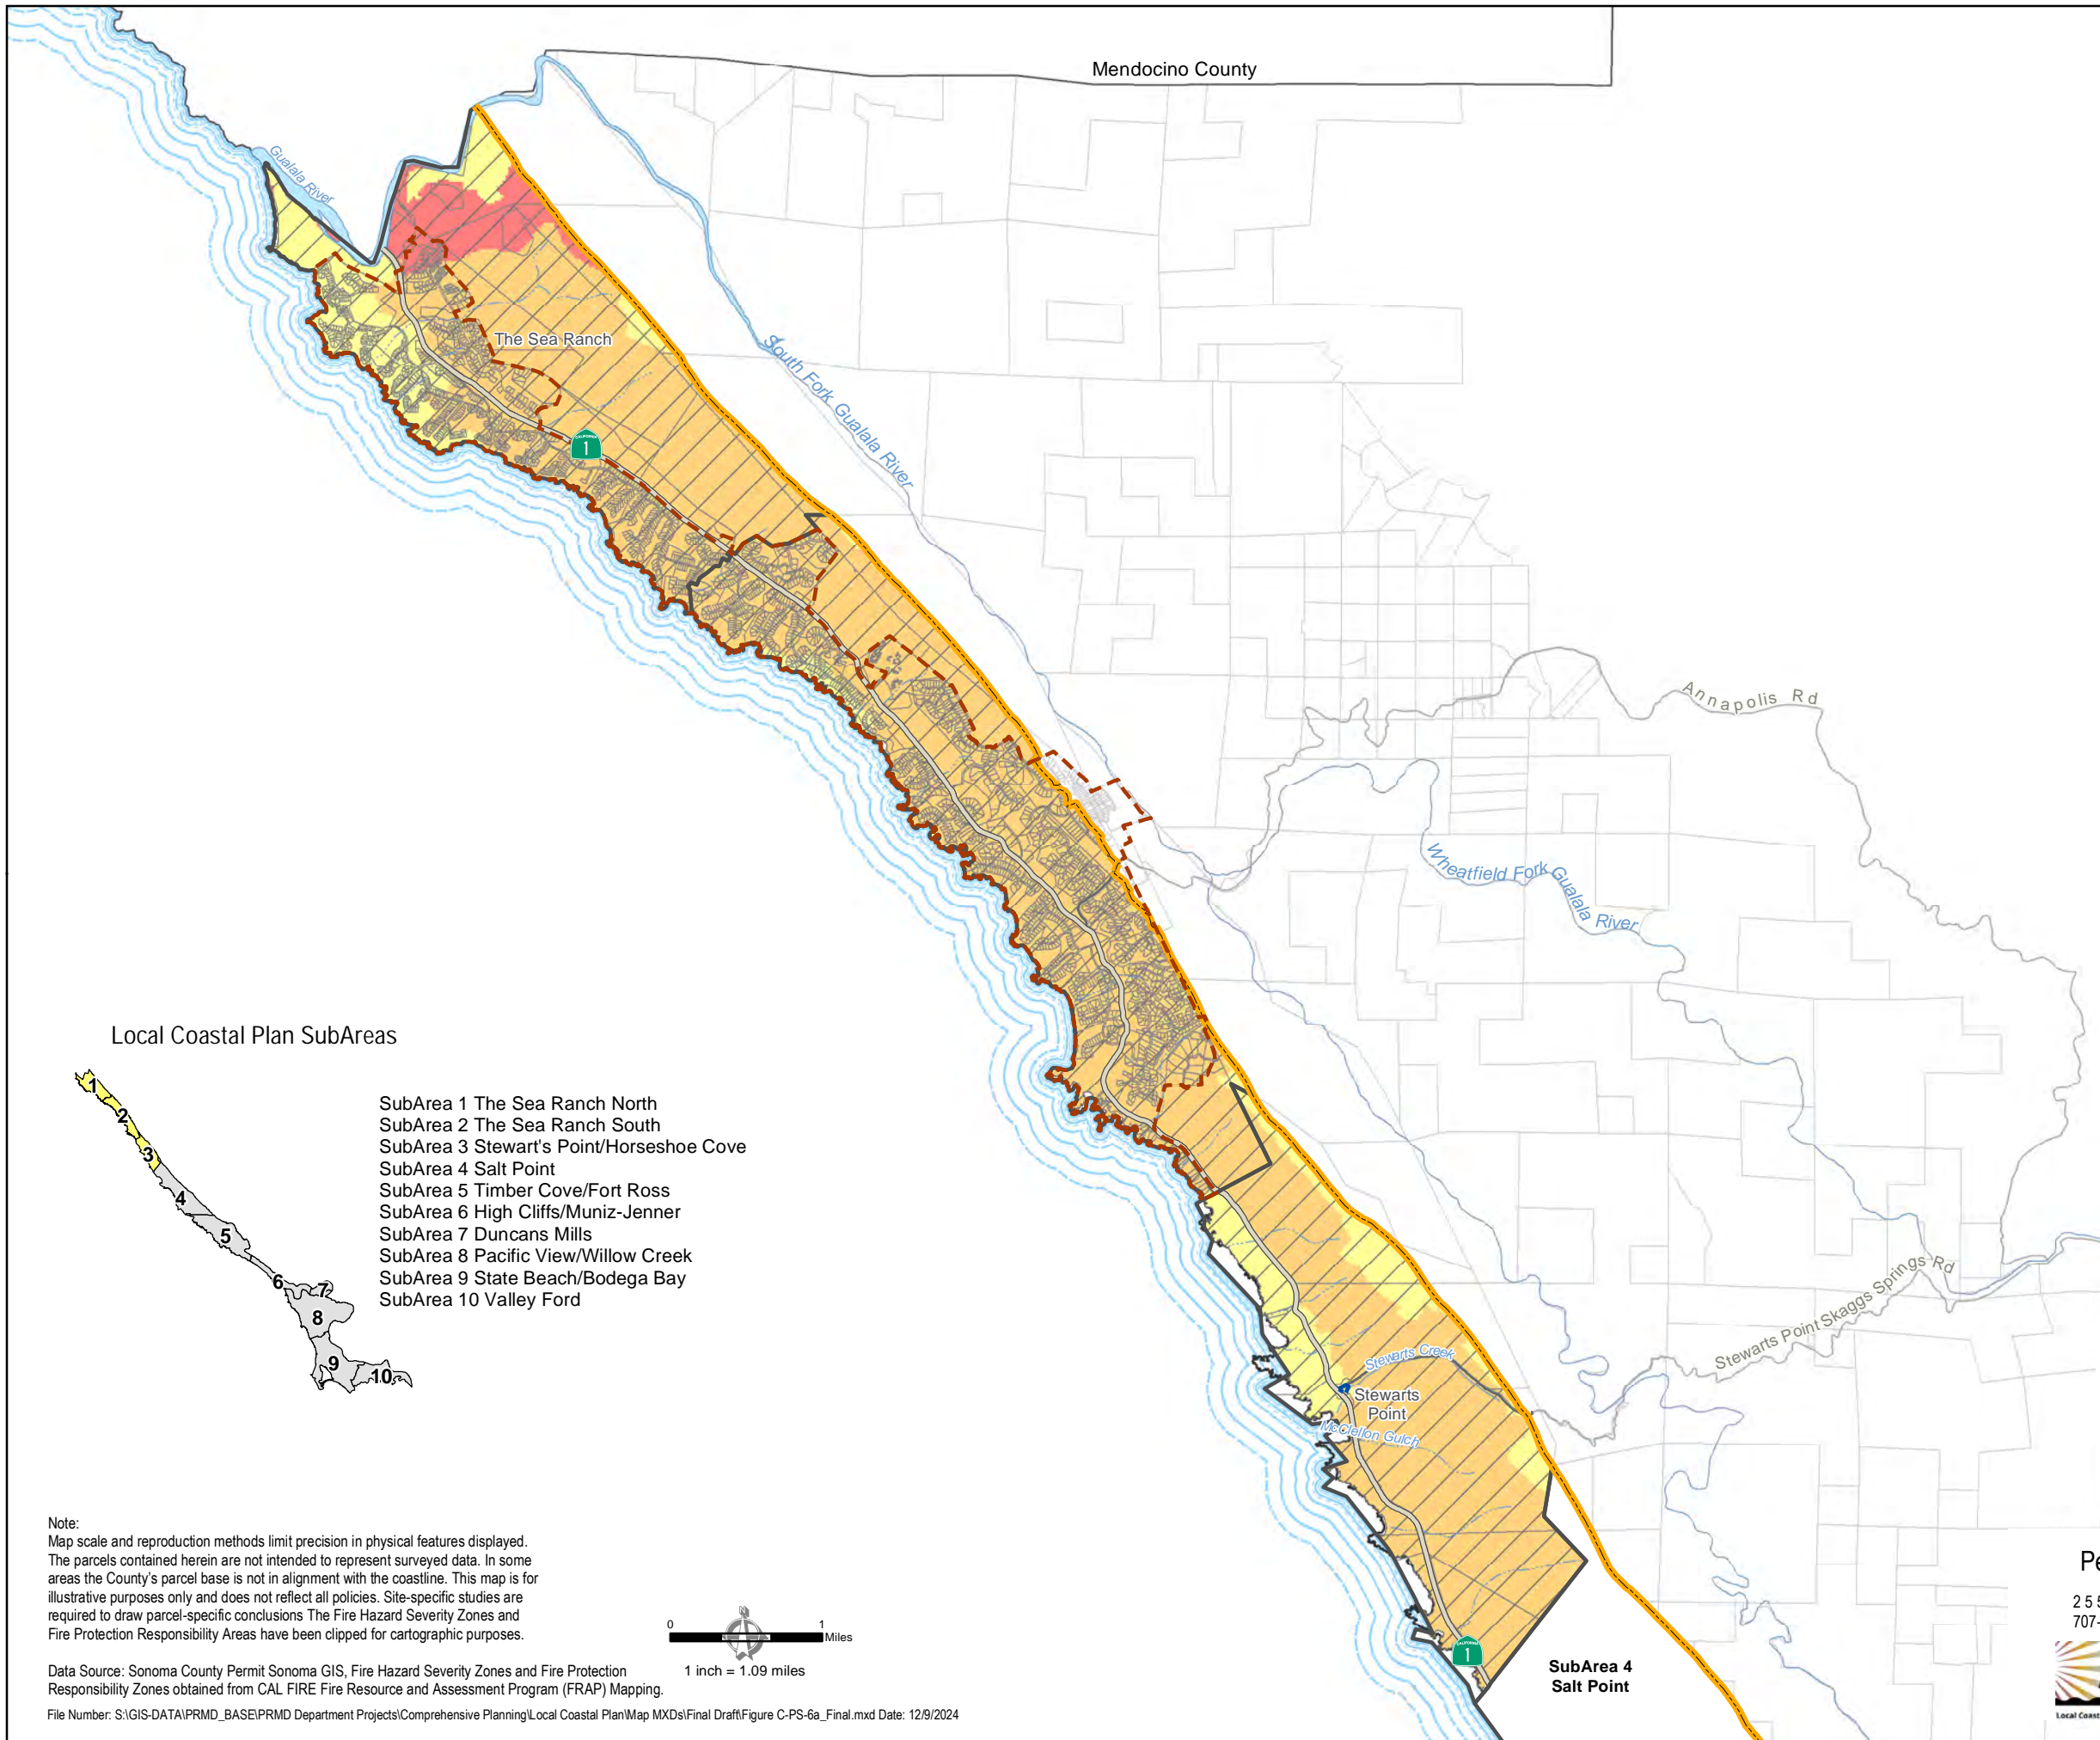 Mendocino County
Gualala River
The Sea Ranch
South Fork Gualala River
CALIFORNIA
1
Annapolis Rd
Wheatfield Fork Gualala River
Local Coastal Plan SubAreas
1
2
3
4
5
6
7
8
9
10
SubArea 1 The Sea Ranch North
SubArea 2 The Sea Ranch South
SubArea 3 Stewart's Point/Horseshoe Cove
SubArea 4 Salt Point
SubArea 5 Timber Cove/Fort Ross
SubArea 6 High Cliffs/Muniz-Jenner
SubArea 7 Duncans Mills
SubArea 8 Pacific View/Willow Creek
SubArea 9 State Beach/Bodega Bay
SubArea 10 Valley Ford
Stewarts Point Skaggs Springs Rd
Stewarts Creek
Stewarts
Point
McClellon Gulch
Note:
Map scale and reproduction methods limit precision in physical features displayed.
The parcels contained herein are not intended to represent surveyed data. In some
areas the County's parcel base is not in alignment with the coastline. This map is for
illustrative purposes only and does not reflect all policies. Site-specific studies are
required to draw parcel-specific conclusions The Fire Hazard Severity Zones and
Fire Protection Responsibility Areas have been clipped for cartographic purposes.
0 1
Miles
1 inch = 1.09 miles
Data Source: Sonoma County Permit Sonoma GIS, Fire Hazard Severity Zones and Fire Protection
Responsibility Zones obtained from CAL FIRE Fire Resource and Assessment Program (FRAP) Mapping.
File Number: S:\GIS-DATA\PRMD_BASE\PRMD Department Projects\Comprehensive Planning\Local Coastal Plan\Map MXDs\Final Draft\Figure C-PS-6a_Final.mxd Date: 12/9/2024
CALIFORNIA
1
SubArea 4
Salt Point
Pe
2 5 5
707-
Local Coast